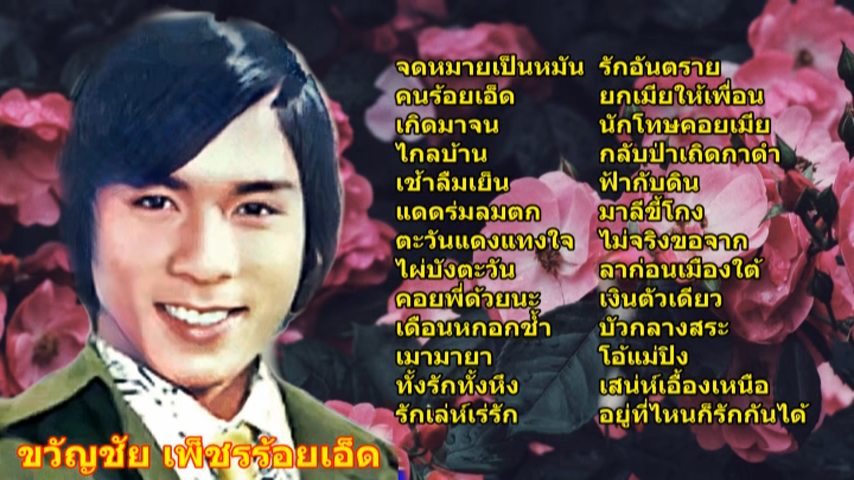 จดหมายเป็นหมัน
คนร้อยเอ็ด
เกิดมาจน
ไกลบ้าน
เช้าลืมเย็น
แดดร่มลมตก
ตะวันแดงแทงใจ
ไผ่บังตะวัน
คอยพี่ด้วยนะ
เดือนหกอกช้ำ
เมามายา
ทั้งรักทั้งหึง
รักเล่ห์เร่รัก
รักอันตราย
ยกเมียให้เพื่อน
นักโทษคอยเมีย
กลับป่าเถิดกาดำ
ฟ้ากับดิน
มาลีขี้โกง
ไม่จริงขอจาก
ลาก่อนเมืองใต้
เงินตัวเดียว
บัวกลางสระ
โอ้แม่ปิง
เสน่ห์เอื้องเหนือ
อยู่ที่ไหนก็รักกันได้
ขวัญชัย เพ็ชรร้อยเอ็ด